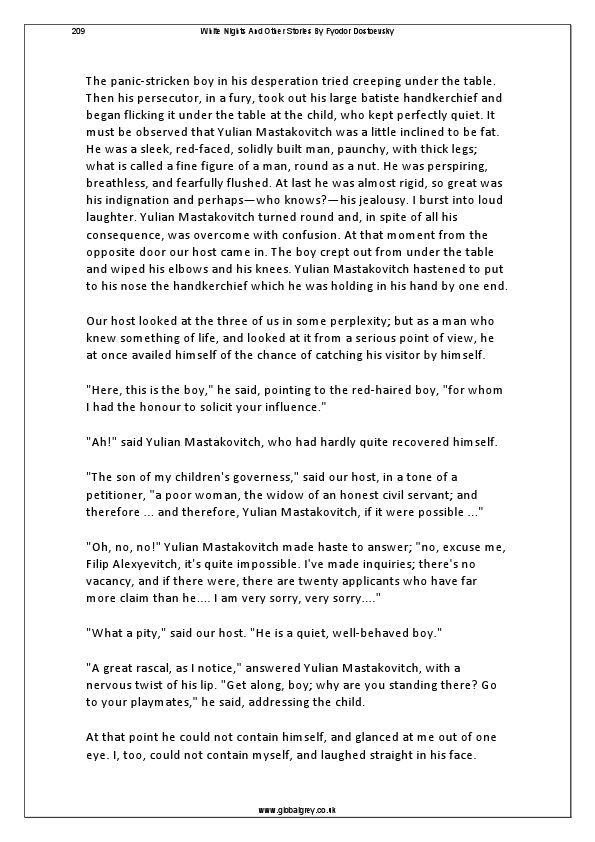 209 White Nights And Other Stories By Fyodor Dostoevsky
The panic-stricken boy in his desperation tried creeping under the table.
Then his persecutor, in a fury, took out his large batiste handkerchief and
began flicking it under the table at the child, who kept perfectly quiet. It
must be observed that Yulian Mastakovitch was a little inclined to be fat.
He was a sleek, red-faced, solidly built man, paunchy, with thick legs;
what is called a fine figure of a man, round as a nut. He was perspiring,
breathless, and fearfully flushed. At last he was almost rigid, so great was
his indignation and perhaps—who knows?—his jealousy. I burst into loud
laughter. Yulian Mastakovitch turned round and, in spite of all his
consequence, was overcome with confusion. At that moment from the
opposite door our host came in. The boy crept out from under the table
and wiped his elbows and his knees. Yulian Mastakovitch hastened to put
to his nose the handkerchief which he was holding in his hand by one end.
Our host looked at the three of us in some perplexity; but as a man who
knew something of life, and looked at it from a serious point of view, he
at once availed himself of the chance of catching his visitor by himself.
"Here, this is the boy," he said, pointing to the red-haired boy, "for whom
I had the honour to solicit your influence."
"Ah!" said Yulian Mastakovitch, who had hardly quite recovered himself.
"The son of my children's governess," said our host, in a tone of a
petitioner, "a poor woman, the widow of an honest civil servant; and
therefore ... and therefore, Yulian Mastakovitch, if it were possible ..."
"Oh, no, no!" Yulian Mastakovitch made haste to answer; "no, excuse me,
Filip Alexyevitch, it's quite impossible. I've made inquiries; there's no
vacancy, and if there were, there are twenty applicants who have far
more claim than he.... I am very sorry, very sorry...."
"What a pity," said our host. "He is a quiet, well-behaved boy."
"A great rascal, as I notice," answered Yulian Mastakovitch, with a
nervous twist of his lip. "Get along, boy; why are you standing there? Go
to your playmates," he said, addressing the child.
At that point he could not contain himself, and glanced at me out of one
eye. I, too, could not contain myself, and laughed straight in his face.
www.globalgrey.co.uk